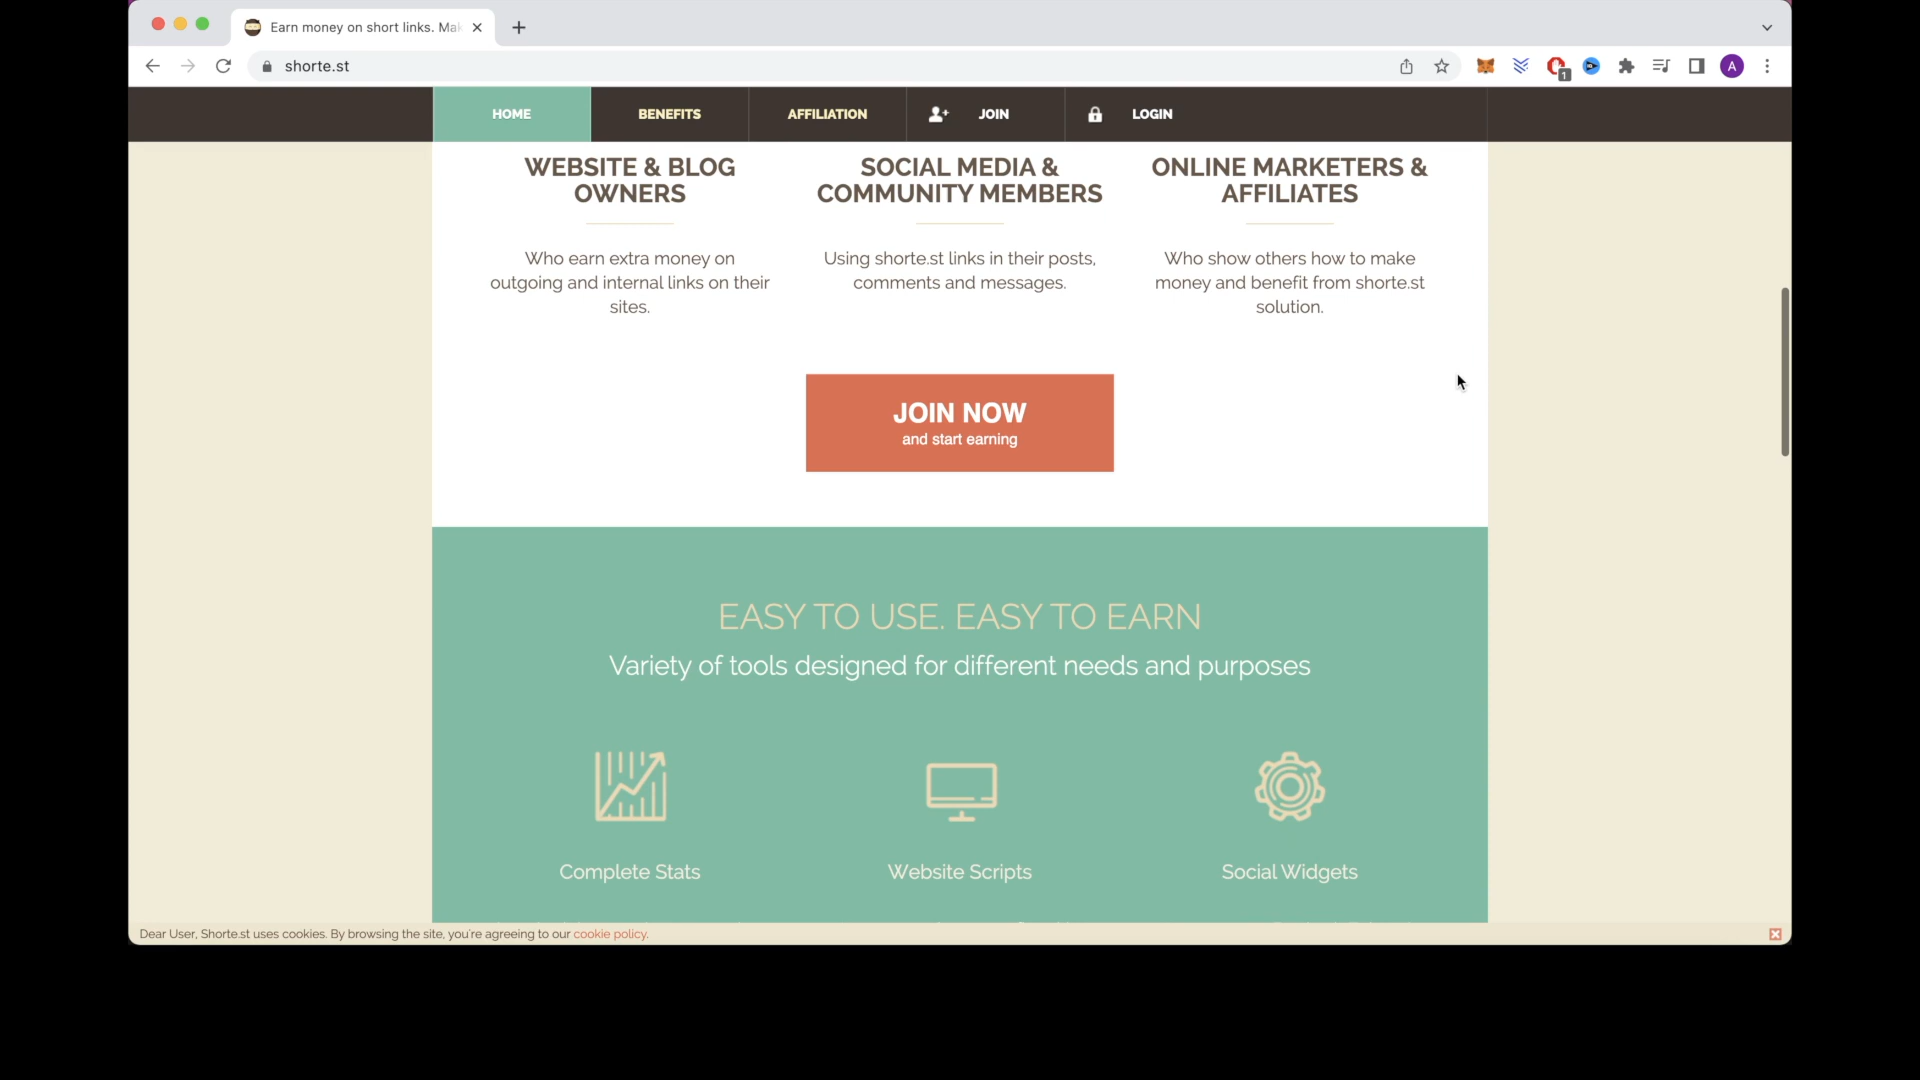 Earn money on short links. Mak
shorte.st
1
A
HOME
BENEFITS
AFFILIATION
JOIN
LOGIN
WEBSITE & BLOG
OWNERS
Who earn extra money on
outgoing and internal links on their
sites.
SOCIAL MEDIA &
COMMUNITY MEMBERS
Using shorte.st links in their posts,
comments and messages.
ONLINE MARKETERS &
AFFILIATES
Who show others how to make
money and benefit from shorte.st
solution.
JOIN NOW
and start earning
EASY TO USE. EASY TO EARN
Variety of tools designed for different needs and purposes
Complete Stats
Website Scripts
Social Widgets
Dear User, Shorte.st uses cookies. By browsing the site, you're agreeing to our cookie policy.